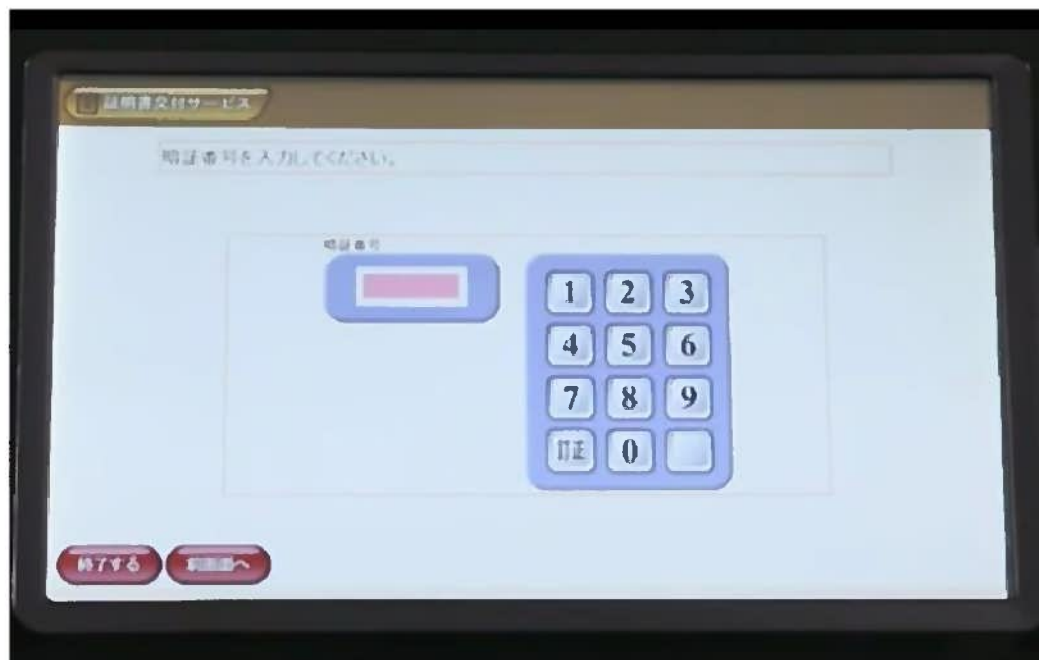 証明書交付サービス
暗証番号を入力してください。
暗証番号
1 2 3
4 5 6
7 8 9
訂正 0
終了する 前画面へ